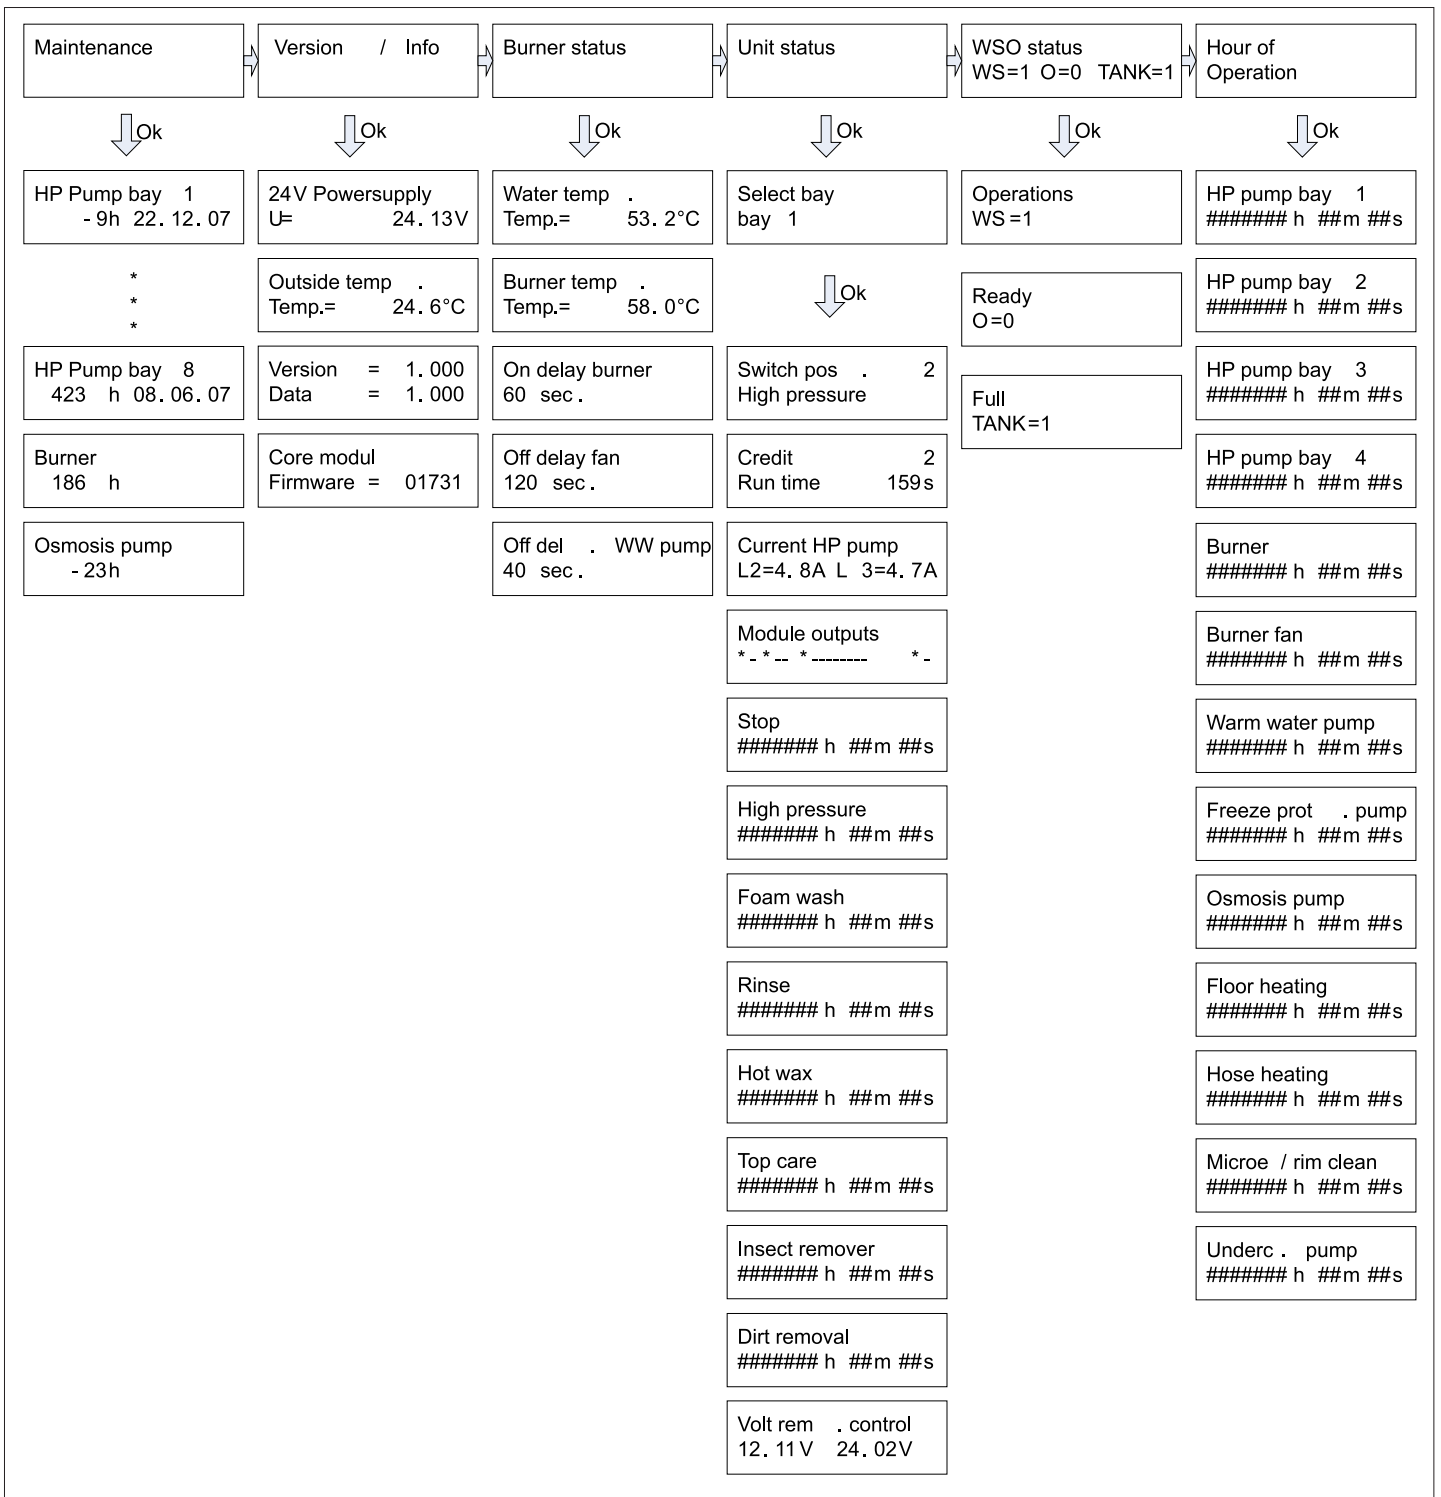 Maintenance
Version / Info
Burner status
Unit status
WSO status
WS=1 O=0 TANK=1
Hour of
Operation
Ok
Ok
Ok
Ok
Ok
Ok
HP Pump bay 1
- 9h 22.12.07
*
*
*
HP Pump bay 8
423 h 08.06.07
Burner
186 h
Osmosis pump
- 23h
24V Powersupply
U= 24.13V
Outside temp .
Temp.= 24.6°C
Version = 1.000
Data = 1.000
Core modul
Firmware = 01731
Water temp .
Temp.= 53.2°C
Burner temp .
Temp.= 58.0°C
On delay burner
60 sec.
Off delay fan
120 sec.
Off del . WW pump
40 sec.
Select bay
bay 1
Ok
Switch pos . 2
High pressure
Credit 2
Run time 159s
Current HP pump
L2=4.8A L 3=4.7A
Module outputs
*-*-- *-------- *-
Stop
####### h ##m ##s
High pressure
####### h ##m ##s
Foam wash
####### h ##m ##s
Rinse
####### h ##m ##s
Hot wax
####### h ##m ##s
Top care
####### h ##m ##s
Insect remover
####### h ##m ##s
Dirt removal
####### h ##m ##s
Volt rem . control
12.11V 24.02V
Operations
WS=1
Ready
O=0
Full
TANK=1
HP pump bay 1
####### h ##m ##s
HP pump bay 2
####### h ##m ##s
HP pump bay 3
####### h ##m ##s
HP pump bay 4
####### h ##m ##s
Burner
####### h ##m ##s
Burner fan
####### h ##m ##s
Warm water pump
####### h ##m ##s
Freeze prot . pump
####### h ##m ##s
Osmosis pump
####### h ##m ##s
Floor heating
####### h ##m ##s
Hose heating
####### h ##m ##s
Microe / rim clean
####### h ##m ##s
Underc . pump
####### h ##m ##s